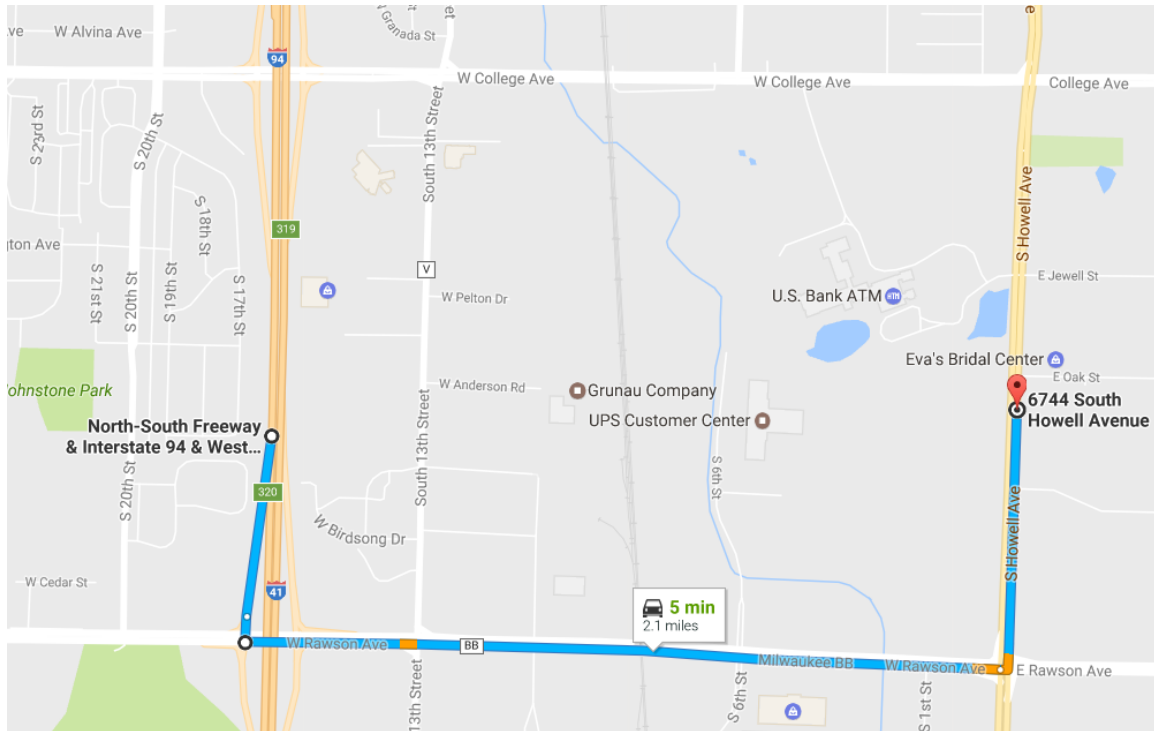 e
St
W Granada St
ve
W Alvina Ave
94
W College Ave
W College Ave
College Ave
S 23rd St
S 20th St
South 13th Street
S 18th St
S Howell Ave
319
gton Ave
S 21st St
S 20th St
S 19th St
S 17th St
V
E Jewell St
W Pelton Dr
U.S. Bank ATM
ATM
Eva's Bridal Center
E Oak St
Johnstone Park
W Anderson Rd
Grunau Company
UPS Customer Center
6744 South
Howell Avenue
North-South Freeway
& Interstate 94 & West...
South 13th Street
S 20th St
320
S 6th St
W Birdsong Dr
S Howell Ave
W Cedar St
41
5 min
2.1 miles
W Rawson Ave
BB
Milwaukee BB
W Rawson Ave
E Rawson Ave
13th Street
S 6th St
S 1st St